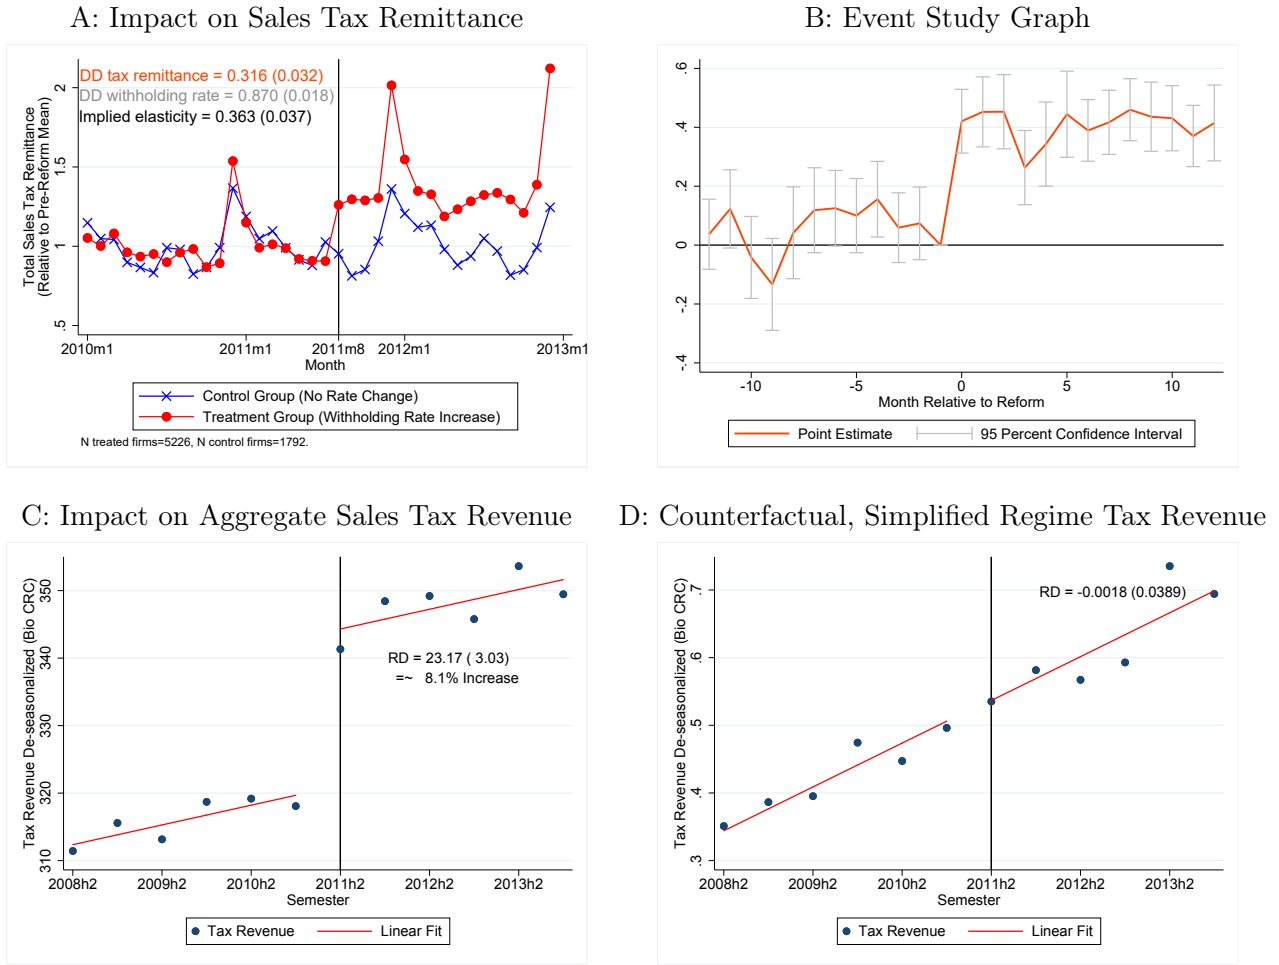 A: Impact on Sales Tax Remittance
Total Sales Tax Remittance
(Relative to Pre-Reform Mean)
DD tax remittance = 0.316 (0.032)
DD withholding rate = 0.870 (0.018)
Implied elasticity = 0.363 (0.037)
2
1.5
1
.5
2010m1 2011m1 2011m8 2012m1 2013m1
Month
Control Group (No Rate Change)
Treatment Group (Withholding Rate Increase)
N treated firms=5226, N control firms=1792.
B: Event Study Graph
.6
.4
.2
0
-.2
-.4
-10 -5 0 5 10
Month Relative to Reform
Point Estimate 95 Percent Confidence Interval
C: Impact on Aggregate Sales Tax Revenue
Tax Revenue De-seasonalized (Bio CRC)
350
340
330
320
310
RD = 23.17 ( 3.03)
=~ 8.1% Increase
2008h2 2009h2 2010h2 2011h2 2012h2 2013h2
Semester
Tax Revenue Linear Fit
D: Counterfactual, Simplified Regime Tax Revenue
Tax Revenue De-seasonalized (Bio CRC)
.7
.6
.5
.4
.3
RD = -0.0018 (0.0389)
2008h2 2009h2 2010h2 2011h2 2012h2 2013h2
Semester
Tax Revenue Linear Fit